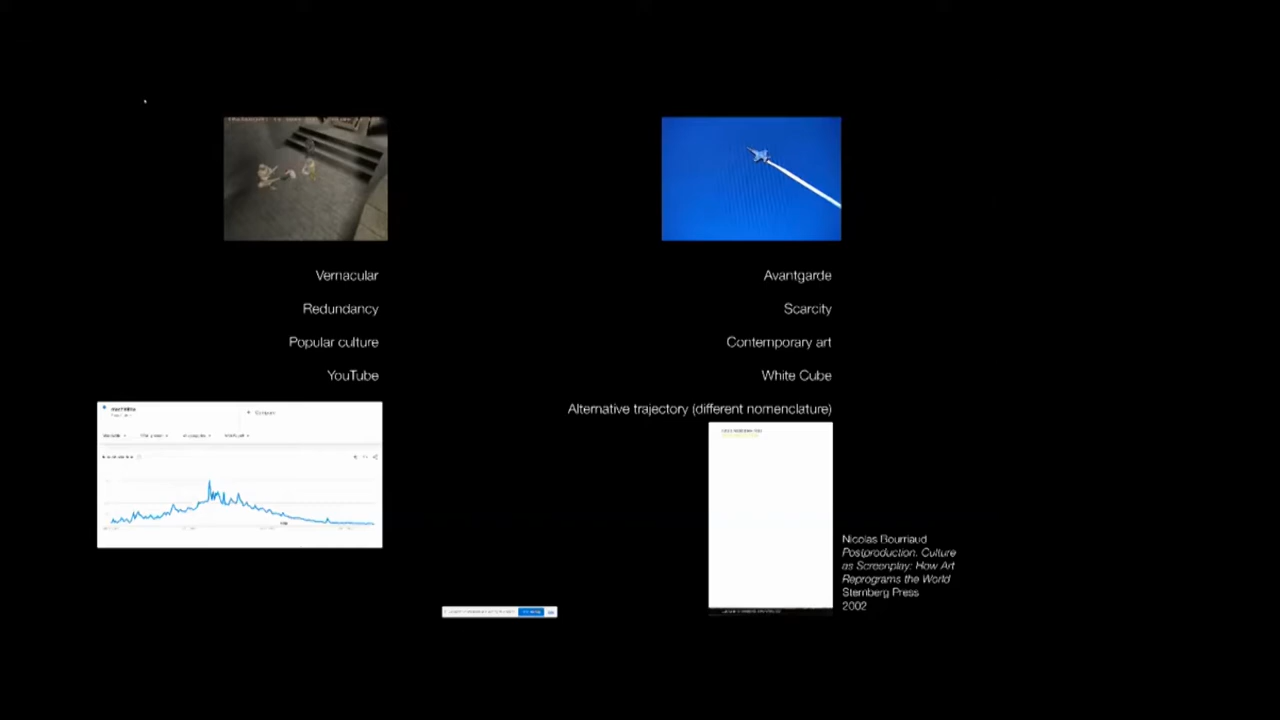 Vernacular
Redundancy
Popular culture
YouTube
Avantgarde
Scarcity
Contemporary art
White Cube
Alternative trajectory (different nomenclature)
Compare
Nicolas Bourriaud
Postproduction. Culture
as Screenplay: How Art
Reprograms the World
Sternberg Press
2002